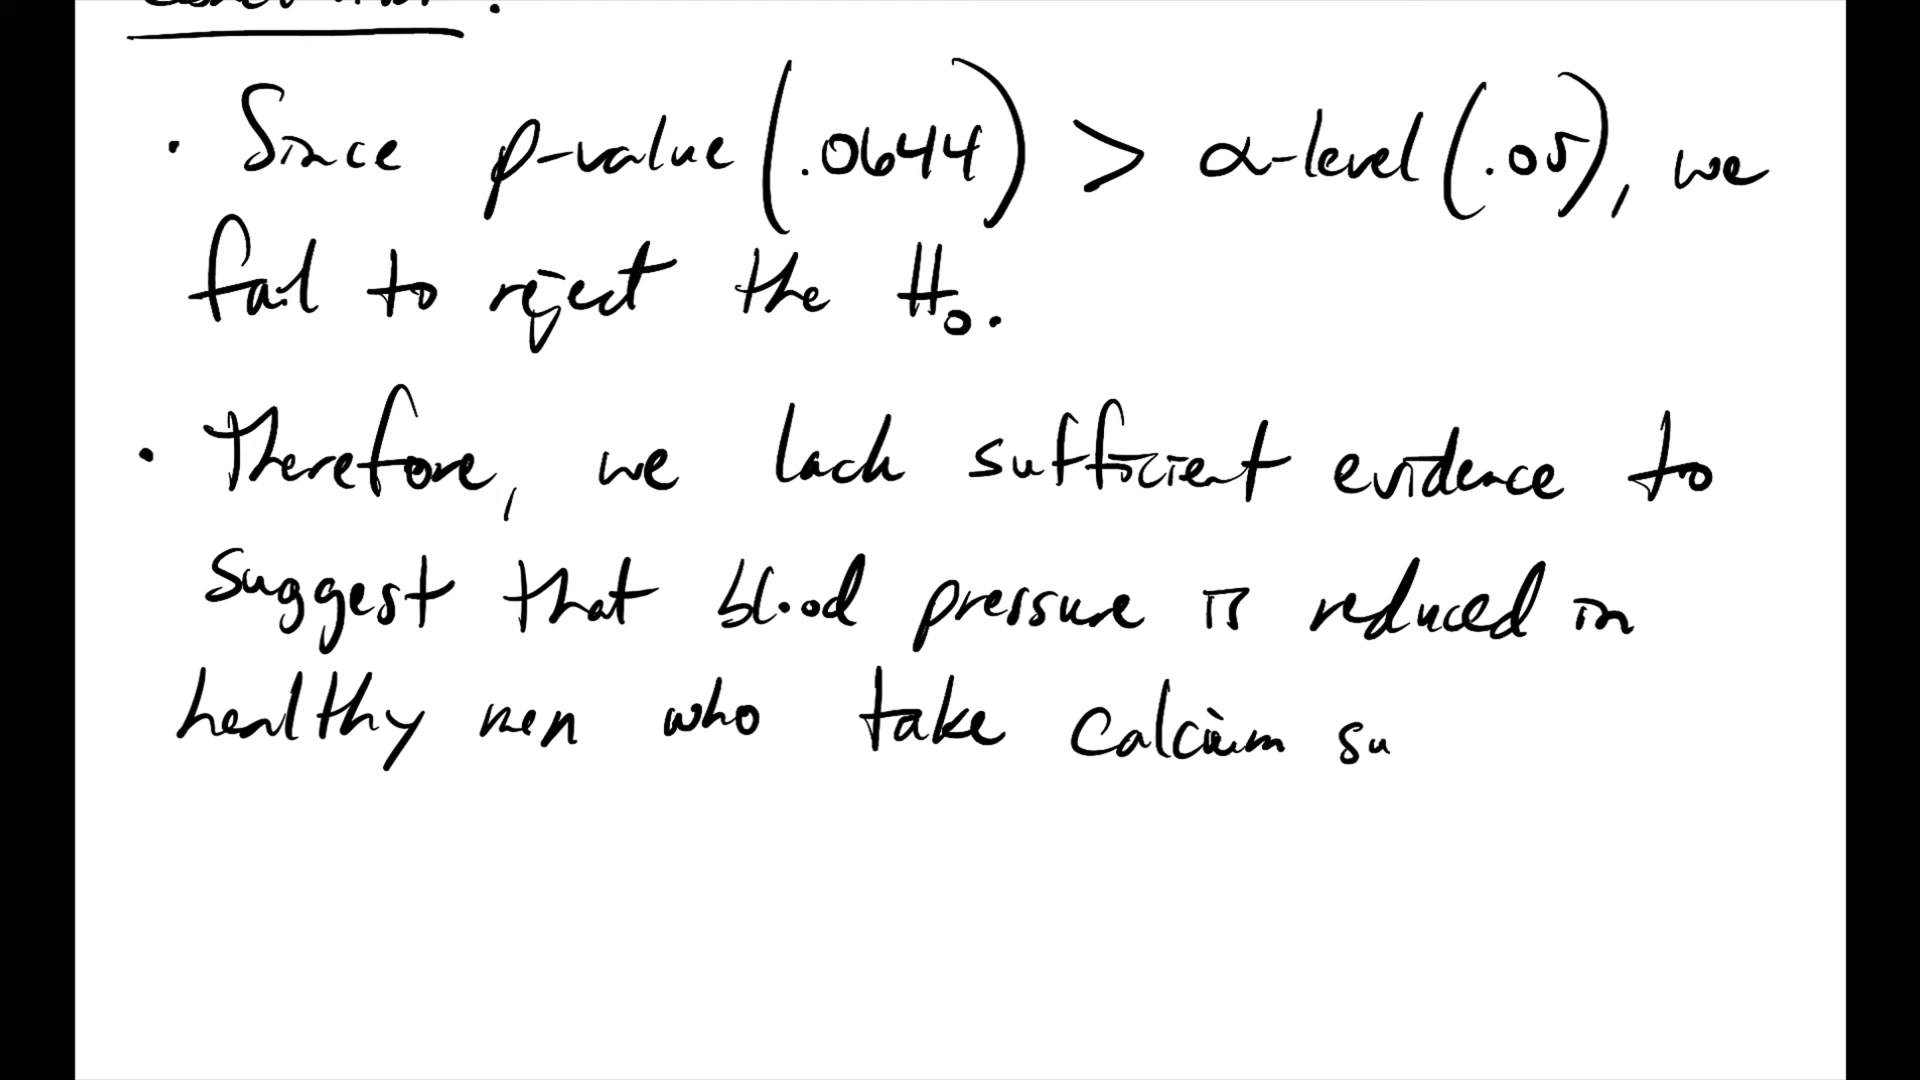 • Since p-value (.0644) > α-level (.05), we
fail to reject the H₀.
• Therefore, we lack sufficient evidence to
suggest that blood pressure is reduced in
healthy men who take calcium su